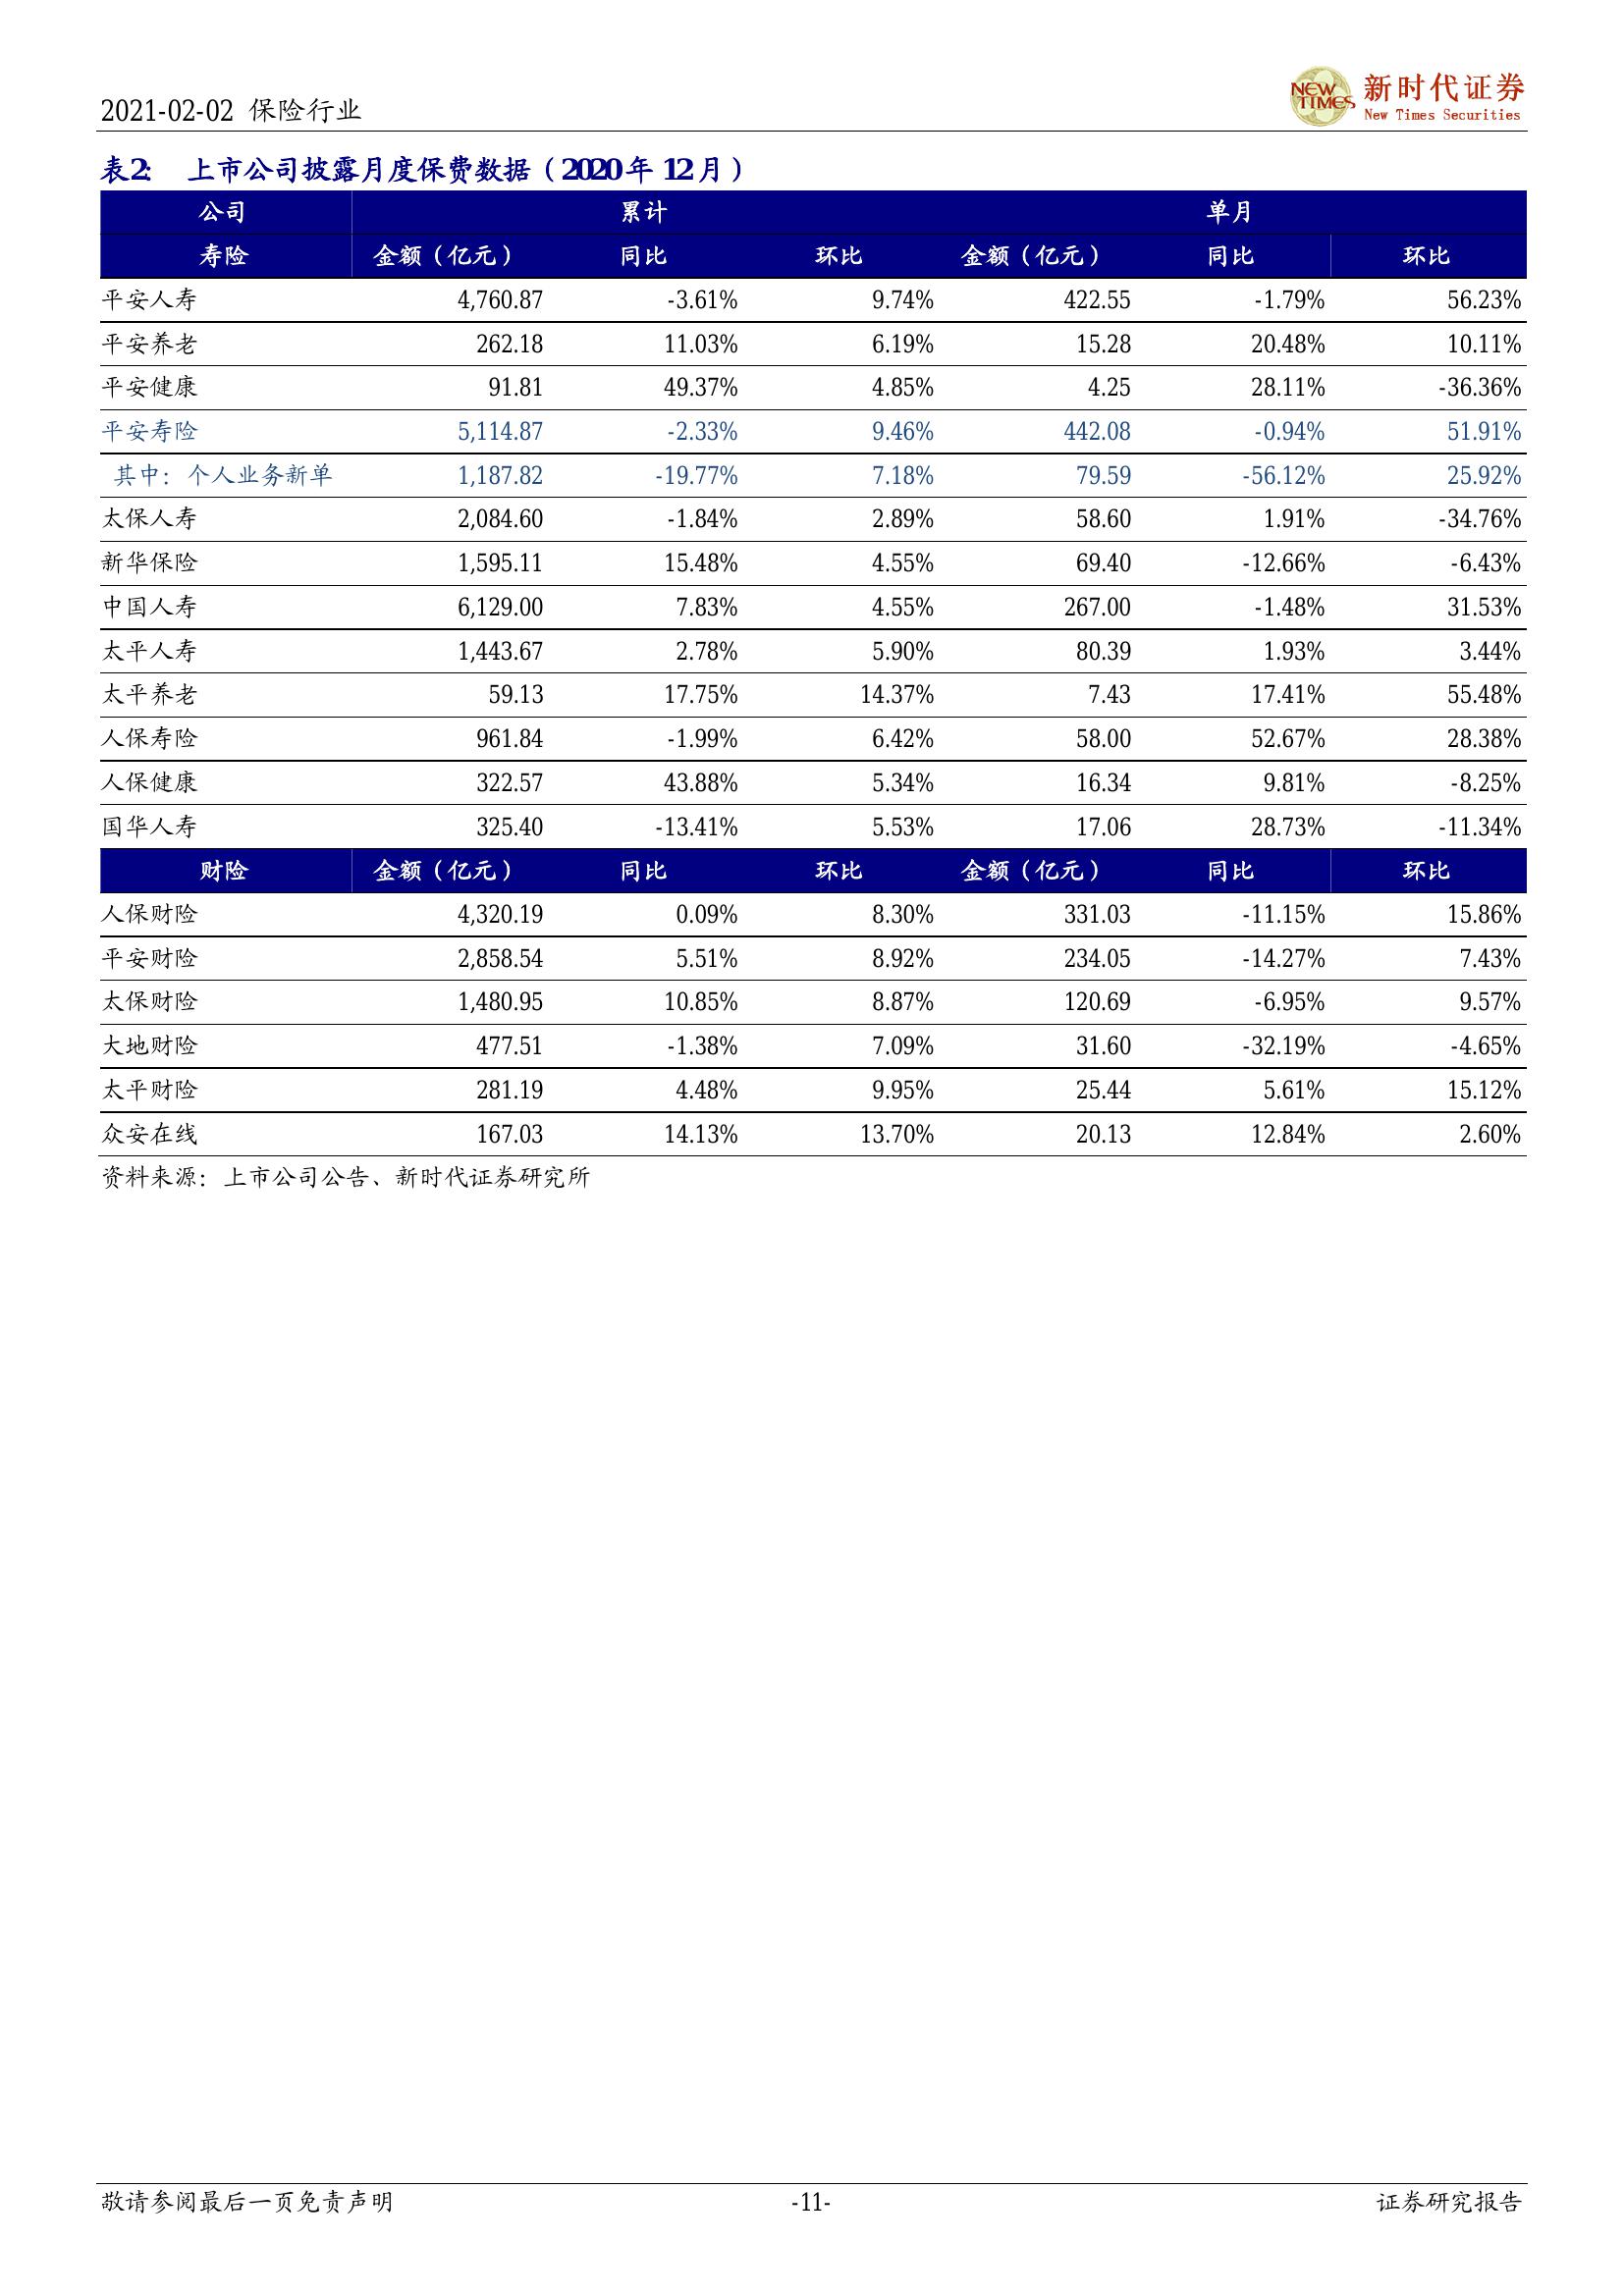 2021-02-02 保险行业
NEW TIMES 新时代证券
New Times Securities
表2： 上市公司披露月度保费数据（2020年12月）
公司 累计 单月
寿险 金额（亿元） 同比 环比 金额（亿元） 同比 环比
平安人寿 4,760.87 -3.61% 9.74% 422.55 -1.79% 56.23%
平安养老 262.18 11.03% 6.19% 15.28 20.48% 10.11%
平安健康 91.81 49.37% 4.85% 4.25 28.11% -36.36%
平安寿险 5,114.87 -2.33% 9.46% 442.08 -0.94% 51.91%
其中：个人业务新单 1,187.82 -19.77% 7.18% 79.59 -56.12% 25.92%
太保人寿 2,084.60 -1.84% 2.89% 58.60 1.91% -34.76%
新华保险 1,595.11 15.48% 4.55% 69.40 -12.66% -6.43%
中国人寿 6,129.00 7.83% 4.55% 267.00 -1.48% 31.53%
太平人寿 1,443.67 2.78% 5.90% 80.39 1.93% 3.44%
太平养老 59.13 17.75% 14.37% 7.43 17.41% 55.48%
人保寿险 961.84 -1.99% 6.42% 58.00 52.67% 28.38%
人保健康 322.57 43.88% 5.34% 16.34 9.81% -8.25%
国华人寿 325.40 -13.41% 5.53% 17.06 28.73% -11.34%
财险 金额（亿元） 同比 环比 金额（亿元） 同比 环比
人保财险 4,320.19 0.09% 8.30% 331.03 -11.15% 15.86%
平安财险 2,858.54 5.51% 8.92% 234.05 -14.27% 7.43%
太保财险 1,480.95 10.85% 8.87% 120.69 -6.95% 9.57%
大地财险 477.51 -1.38% 7.09% 31.60 -32.19% -4.65%
太平财险 281.19 4.48% 9.95% 25.44 5.61% 15.12%
众安在线 167.03 14.13% 13.70% 20.13 12.84% 2.60%
资料来源：上市公司公告、新时代证券研究所
敬请参阅最后一页免责声明 -11- 证券研究报告